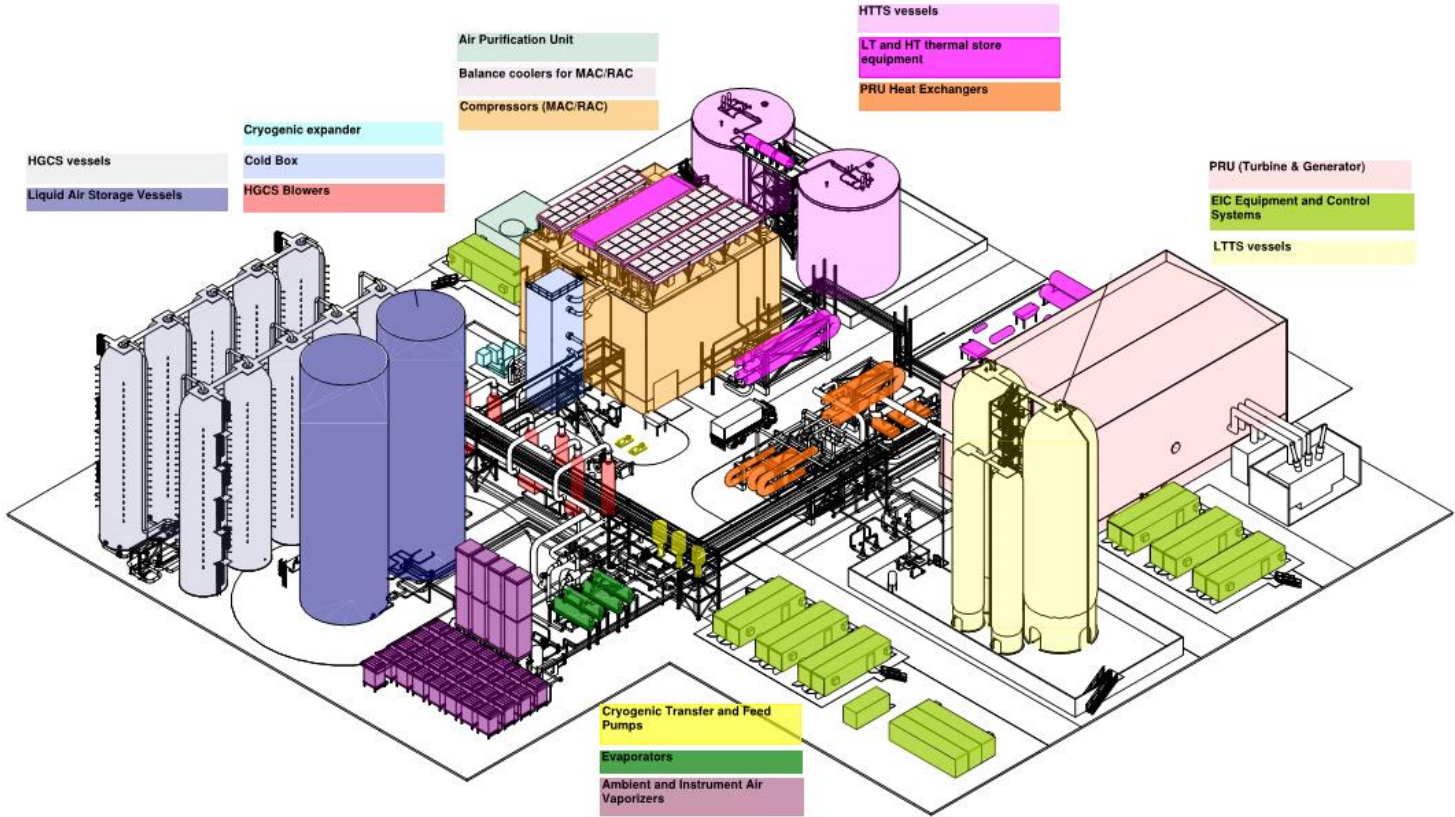 HTTS vessels
LT and HT thermal store
equipment
PRU Heat Exchangers
Air Purification Unit
Balance coolers for MAC/RAC
Compressors (MAC/RAC)
Cryogenic expander
Cold Box
HGCS Blowers
HGCS vessels
Liquid Air Storage Vessels
PRU (Turbine & Generator)
EIC Equipment and Control
Systems
LTTS vessels
Cryogenic Transfer and Feed
Pumps
Evaporators
Ambient and Instrument Air
Vaporizers